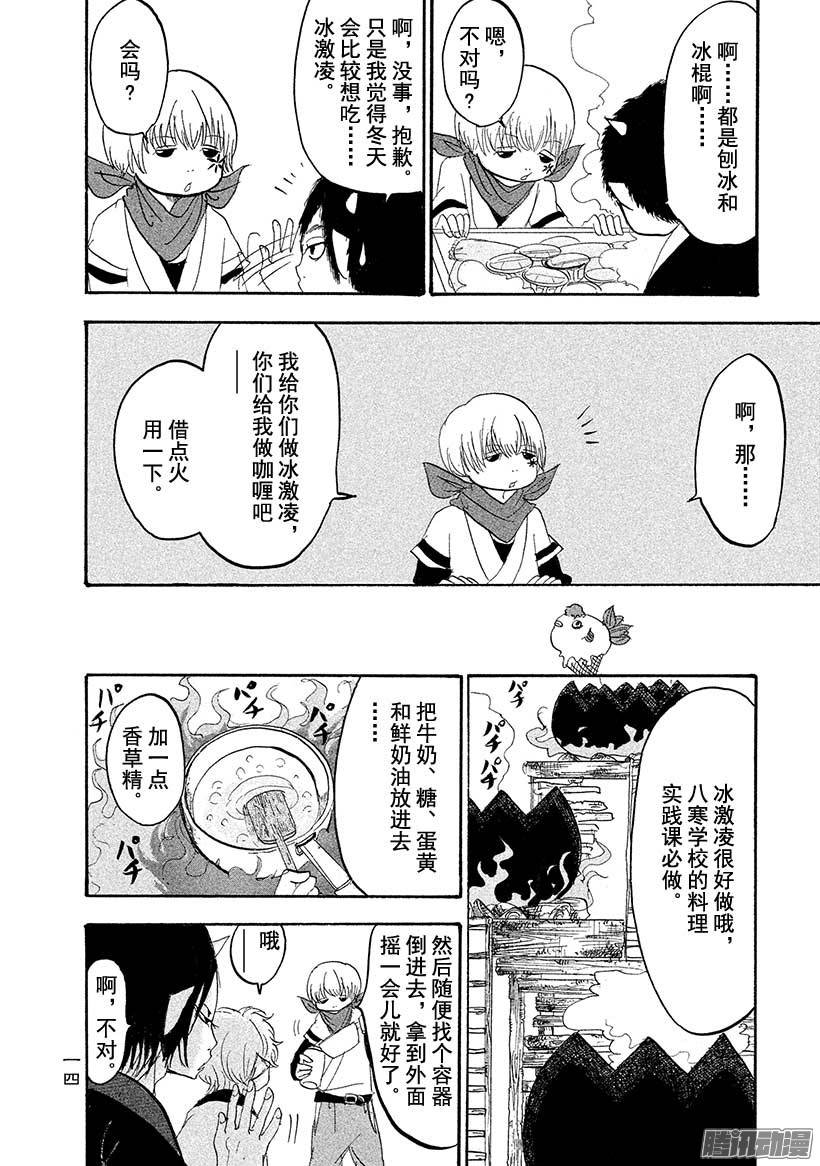 啊……都是刨冰和
冰棍啊……
嗯，
不对吗？
啊，没事，抱歉。
只是我觉得冬天
会比较想吃……
冰激凌。
会吗？
啊，那……
我给你们做冰激凌，
你们给我做咖喱吧
——
借点火
用一下。
冰激凌很好做哦，
八寒学校的料理
实践课必做。
パチ
パチ
把牛奶、糖、蛋黄
和鲜奶油放进去
……
加一点
香草精。
パチ
パチ
パチ
然后随便找个容器
倒进去，拿到外面
摇一会儿就好了。
哦
——
啊，不对。
一四
腾讯动漫